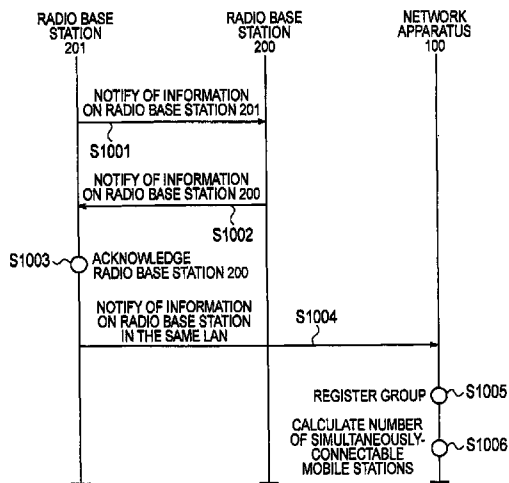 RADIO BASE
STATION
201
RADIO BASE
STATION
200
NETWORK
APPARATUS
100
NOTIFY OF INFORMATION
ON RADIO BASE STATION 201
S1001
NOTIFY OF INFORMATION
ON RADIO BASE STATION 200
S1002
S1003
ACKNOWLEDGE
RADIO BASE STATION 200
NOTIFY OF INFORMATION
ON RADIO BASE STATION
IN THE SAME LAN
S1004
REGISTER GROUP
S1005
CALCULATE NUMBER
OF SIMULTANEOUSLY-
CONNECTABLE
MOBILE STATIONS
S1006